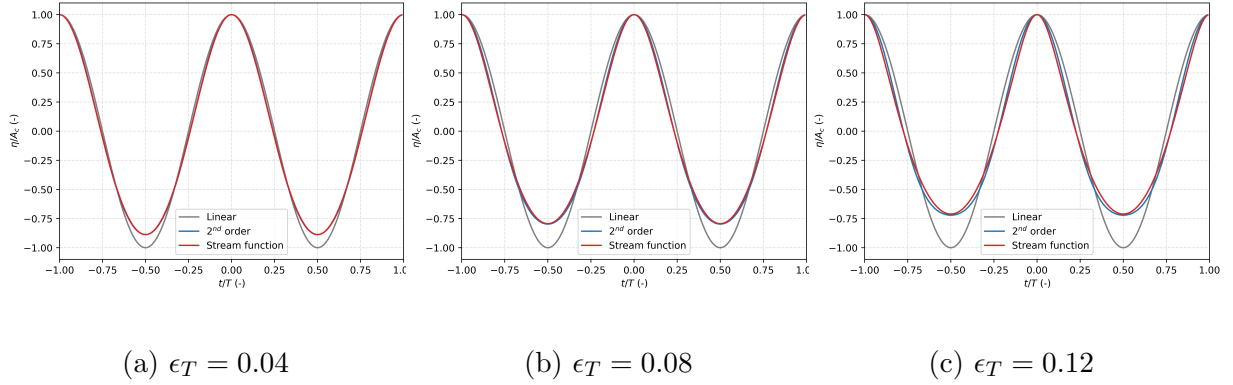 1.00
0.75
0.50
0.25
0.00
−0.25
−0.50
−0.75
−1.00
η/A_c (-)
−1.00 −0.75 −0.50 −0.25 0.00 0.25 0.50 0.75 1.0
t/T (-)
Linear
2^nd order
Stream function
(a) ϵ_T = 0.04
1.00
0.75
0.50
0.25
0.00
−0.25
−0.50
−0.75
−1.00
η/A_c (-)
−1.00 −0.75 −0.50 −0.25 0.00 0.25 0.50 0.75 1.0
t/T (-)
Linear
2^nd order
Stream function
(b) ϵ_T = 0.08
1.00
0.75
0.50
0.25
0.00
−0.25
−0.50
−0.75
−1.00
η/A_c (-)
−1.00 −0.75 −0.50 −0.25 0.00 0.25 0.50 0.75 1.00
t/T (-)
Linear
2^nd order
Stream function
(c) ϵ_T = 0.12